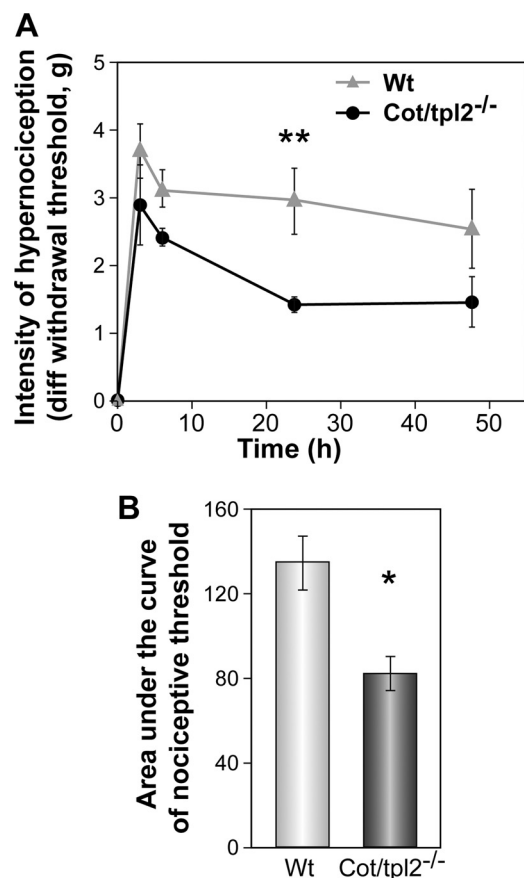 A
Intensity of hypernociception
(diff withdrawal threshold, g)
5
4
3
2
1
0
Wt
Cot/tpl2-/-
**
0 10 20 30 40 50
Time (h)
B
Area under the curve
of nociceptive threshold
160
120
80
40
0
*
Wt Cot/tpl2-/-